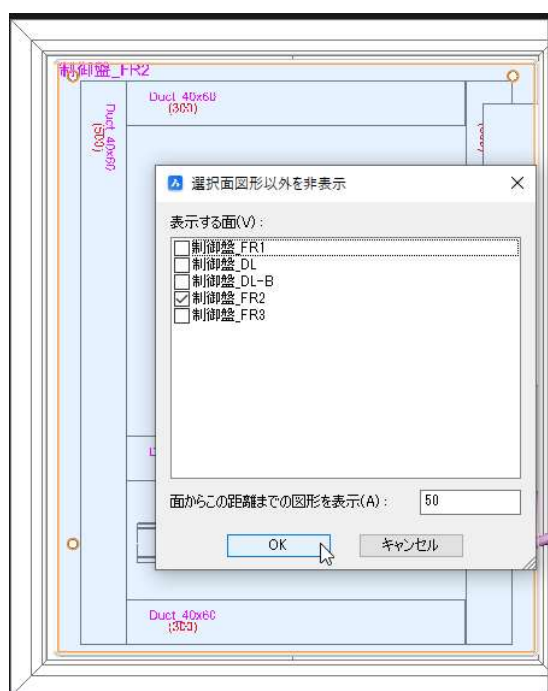 制御盤_FR2
Duct 40x60
(300)
Duct 40x60
(500)
選択面図形以外を非表示
表示する面(V):
制御盤_FR1
制御盤_DL
制御盤_DL-B
制御盤_FR2
制御盤_FR3
面からこの距離までの図形を表示(A): 50
OK キャンセル
Duct 40x60
(300)